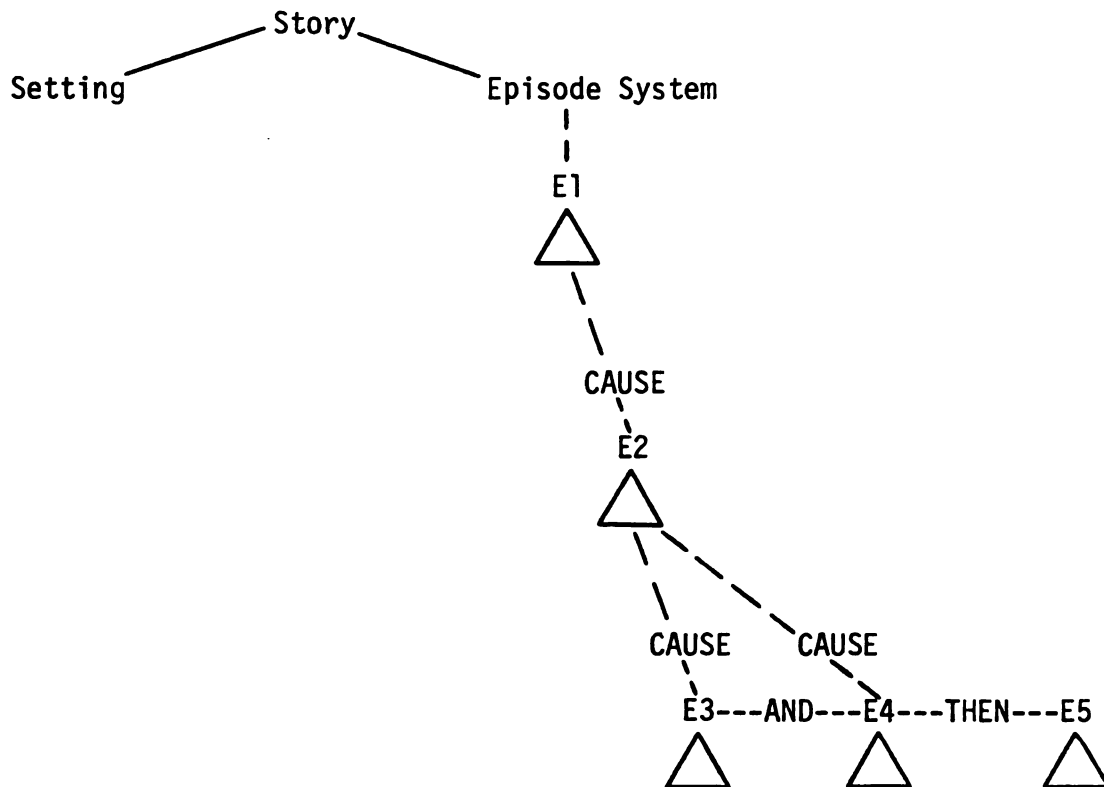 Story
Setting Episode System
E1
CAUSE
E2
CAUSE CAUSE
E3---AND---E4---THEN---E5